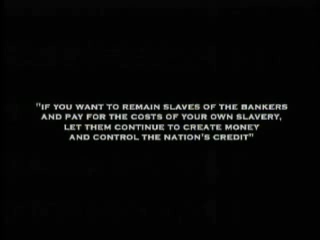 "IF YOU WANT TO REMAIN SLAVES OF THE BANKERS
AND PAY FOR THE COSTS OF YOUR OWN SLAVERY,
LET THEM CONTINUE TO CREATE MONEY
AND CONTROL THE NATION'S CREDIT"